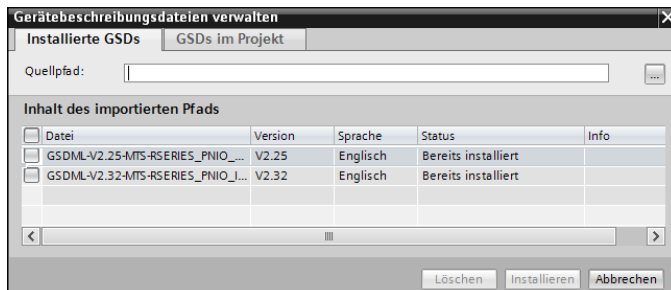 Gerätebeschreibungsdateien verwalten
Installierte GSDs GSDs im Projekt
Quellpfad: ...
Inhalt des importierten Pfads
Datei Version Sprache Status Info
GSDML-V2.25-MTS-RSERIES_PNIO_... V2.25 Englisch Bereits installiert
GSDML-V2.32-MTS-RSERIES_PNIO_I... V2.32 Englisch Bereits installiert
Löschen Installieren Abbrechen